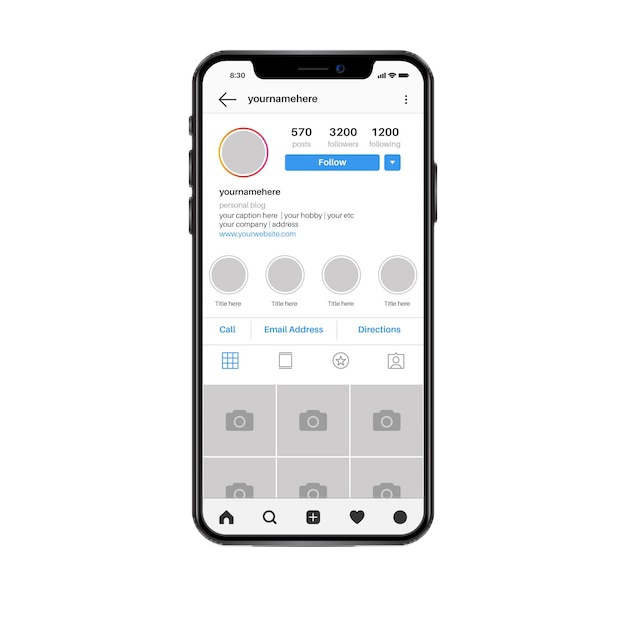 8:30
yournamehere
570 3200 1200
posts followers following
Follow
yournamehere
personal blog
your caption here | your hobby | your etc
your company | address
www.yourwebsite.com
Title here Title here Title here Title here
Call Email Address Directions